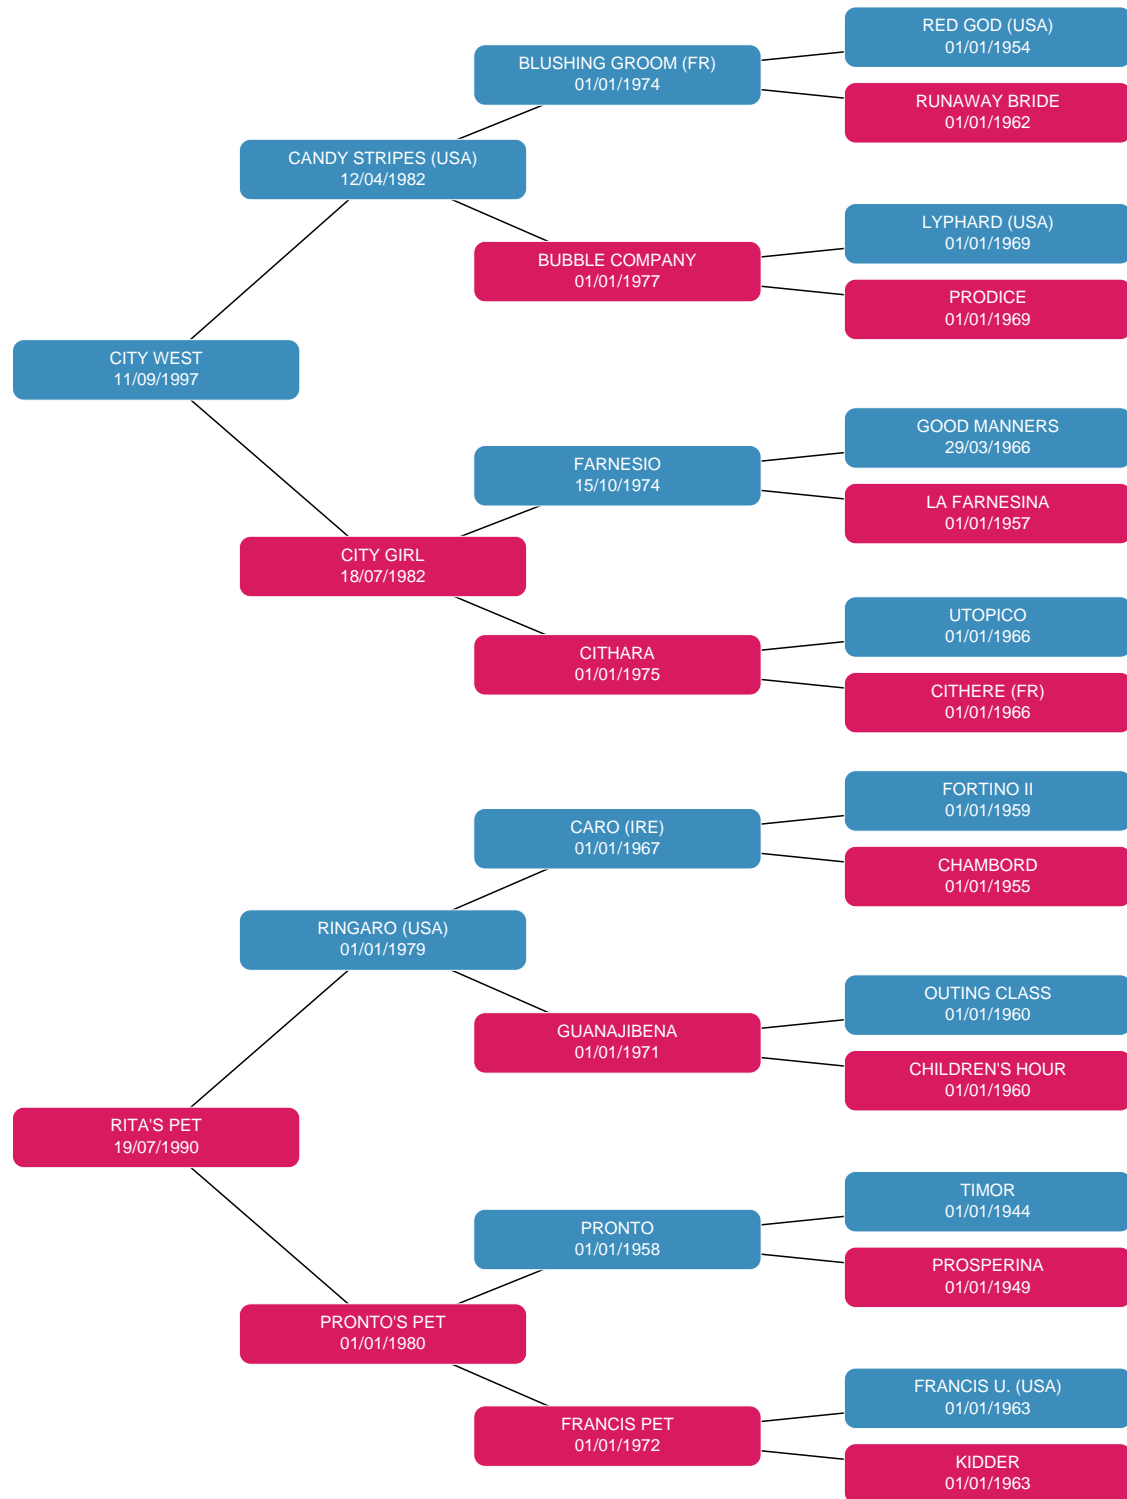 RED GOD (USA)
01/01/1954
BLUSHING GROOM (FR)
01/01/1974
RUNAWAY BRIDE
01/01/1962
CANDY STRIPES (USA)
12/04/1982
LYPHARD (USA)
01/01/1969
BUBBLE COMPANY
01/01/1977
PRODICE
01/01/1969
CITY WEST
11/09/1997
GOOD MANNERS
29/03/1966
FARNESIO
15/10/1974
LA FARNESINA
01/01/1957
CITY GIRL
18/07/1982
UTOPICO
01/01/1966
CITHARA
01/01/1975
CITHERE (FR)
01/01/1966
FORTINO II
01/01/1959
CARO (IRE)
01/01/1967
CHAMBORD
01/01/1955
RINGARO (USA)
01/01/1979
OUTING CLASS
01/01/1960
GUANAJIBENA
01/01/1971
CHILDREN'S HOUR
01/01/1960
RITA'S PET
19/07/1990
TIMOR
01/01/1944
PRONTO
01/01/1958
PROSPERINA
01/01/1949
PRONTO'S PET
01/01/1980
FRANCIS U. (USA)
01/01/1963
FRANCIS PET
01/01/1972
KIDDER
01/01/1963